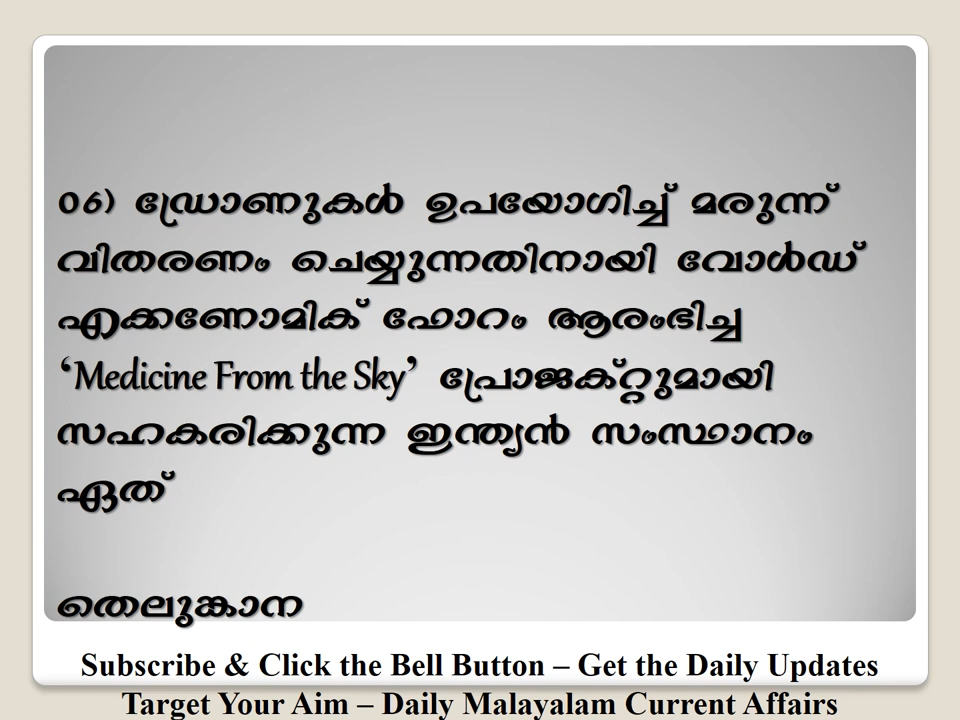 06) ഡ്രോണുകൾ ഉപയോഗിച്ച് മരുന്ന്
വിതരണം ചെയ്യുന്നതിനായി വോൾഡ്
എക്കണോമിക് ഫോറം ആരംഭിച്ച
‘Medicine From the Sky’ പ്രോജക്റ്റുമായി
സഹകരിക്കുന്ന ഇന്ത്യൻ സംസ്ഥാനം
ഏത്
തെലുങ്കാന
Subscribe & Click the Bell Button – Get the Daily Updates
Target Your Aim – Daily Malayalam Current Affairs